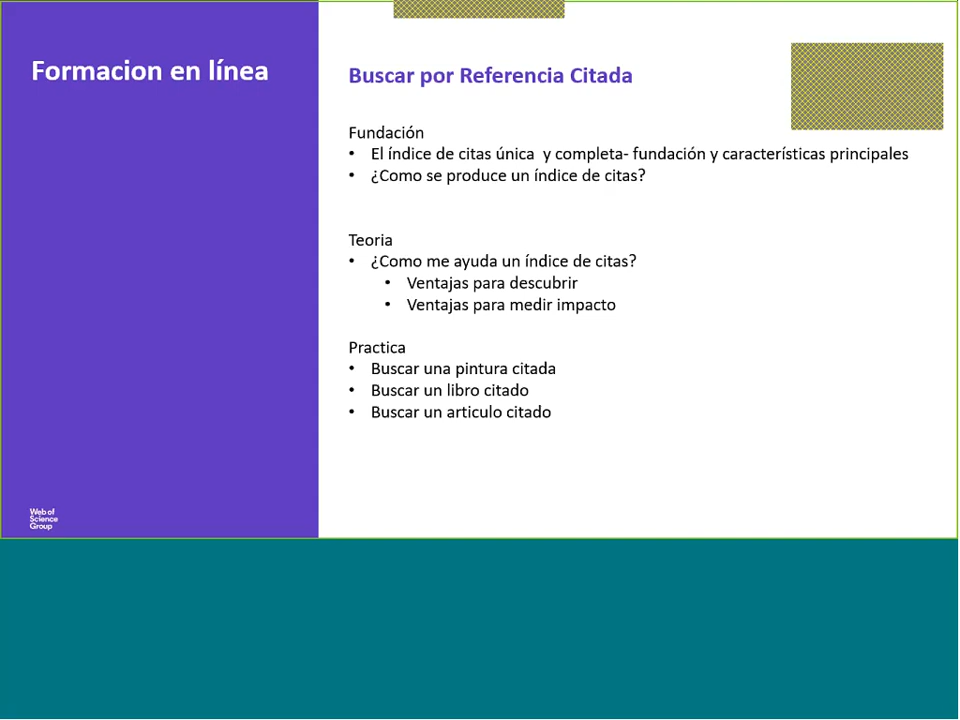 Formacion en línea
Buscar por Referencia Citada
Fundación
• El índice de citas única y completa- fundación y características principales
• ¿Como se produce un índice de citas?
Teoria
• ¿Como me ayuda un índice de citas?
• Ventajas para descubrir
• Ventajas para medir impacto
Practica
• Buscar una pintura citada
• Buscar un libro citado
• Buscar un articulo citado
Web of
Science
Group